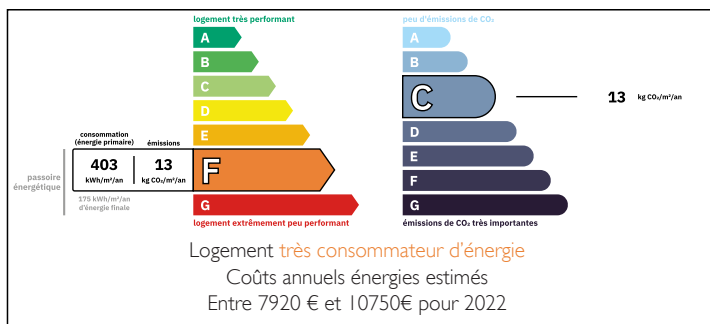 logement très performant
A
B
C
D
E
consommation
(énergie primaire)
émissions
403
kWh/m²/an
13
kg CO₂/m²/an
F
passoire
énergétique
175 kWh/m²/an
d'énergie finale
G
logement extrêmement peu performant
peu d'émissions de CO₂
A
B
C
13 kg CO₂/m²/an
D
E
F
G
émissions de CO₂ très importantes
Logement très consommateur d'énergie
Coûts annuels énergies estimés
Entre 7920 € et 10750€ pour 2022